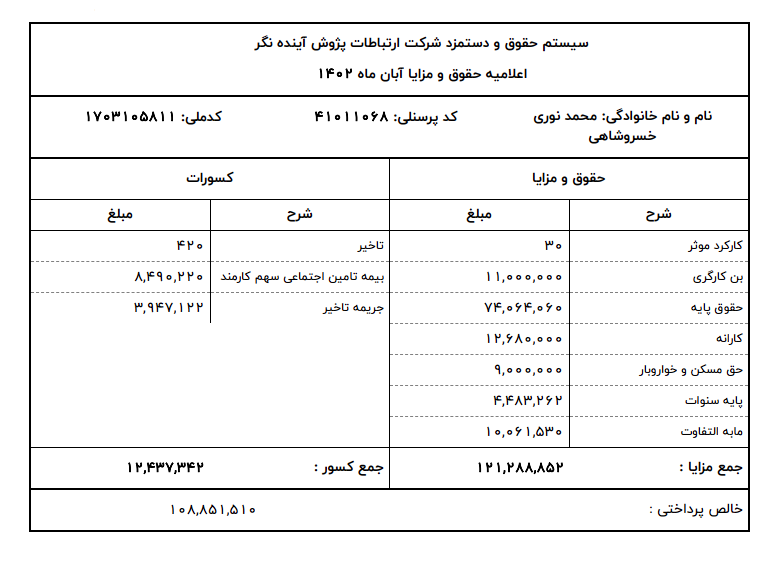 سیستم حقوق و دستمزد شرکت ارتباطات پژوش آینده نگر
اعلامیه حقوق و مزایا آبان ماه ۱۴۰۲
نام و نام خانوادگی: محمد نوری خسروشاهی کد پرسنلی: ۴۱۰۱۱۰۶۸ کدملی: ۱۷۰۳۱۰۵۸۱۱
حقوق و مزایا کسورات
شرح مبلغ شرح مبلغ
کارکرد موثر ۳۰ تاخیر ۴۲۰
بن کارگری ۱۱,۰۰۰,۰۰۰ بیمه تامین اجتماعی سهم کارمند ۸,۴۹۰,۲۲۰
حقوق پایه ۷۴,۰۶۴,۰۶۰ جریمه تاخیر ۳,۹۴۷,۱۲۲
کارانه ۱۲,۶۸۰,۰۰۰
حق مسکن و خواروبار ۹,۰۰۰,۰۰۰
پایه سنوات ۴,۴۸۳,۲۶۲
مابه التفاوت ۱۰,۰۶۱,۵۳۰
جمع مزایا : ۱۲۱,۲۸۸,۸۵۲ جمع کسور : ۱۲,۴۳۷,۳۴۲
خالص پرداختی : ۱۰۸,۸۵۱,۵۱۰